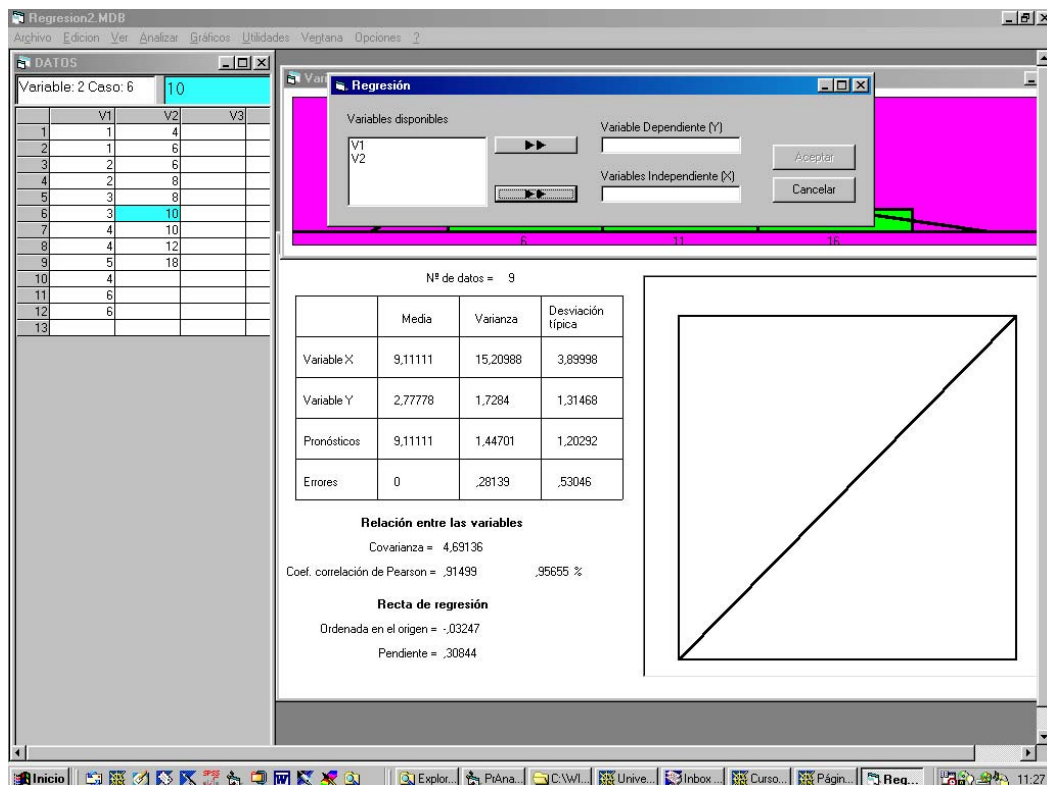 Regresion2.MDB
Archivo Edicion Ver Analizar Gráficos Utilidades Ventana Opciones ?
DATOS
Variable: 2 Caso: 6 10
V1 V2 V3
1 1 4
2 1 6
3 2 6
4 2 8
5 3 8
6 3 10
7 4 10
8 4 12
9 5 18
10 4
11 6
12 6
13
Regresión
Variables disponibles
V1
V2
Variable Dependiente (Y)
Variables Independiente (X)
Aceptar
Cancelar
6 11 16
Nº de datos = 9
Media Varianza Desviación típica
Variable X 9,11111 15,20988 3,89998
Variable Y 2,77778 1,7284 1,31468
Pronósticos 9,11111 1,44701 1,20292
Errores 0 ,28139 ,53046
Relación entre las variables
Covarianza = 4,69136
Coef. correlación de Pearson = ,91499 ,95655 %
Recta de regresión
Ordenada en el origen = -,03247
Pendiente = ,30844
Inicio Explor... PrAna... C:\WI... Unive... Inbox ... Curso... Págin... Reg... 11:27